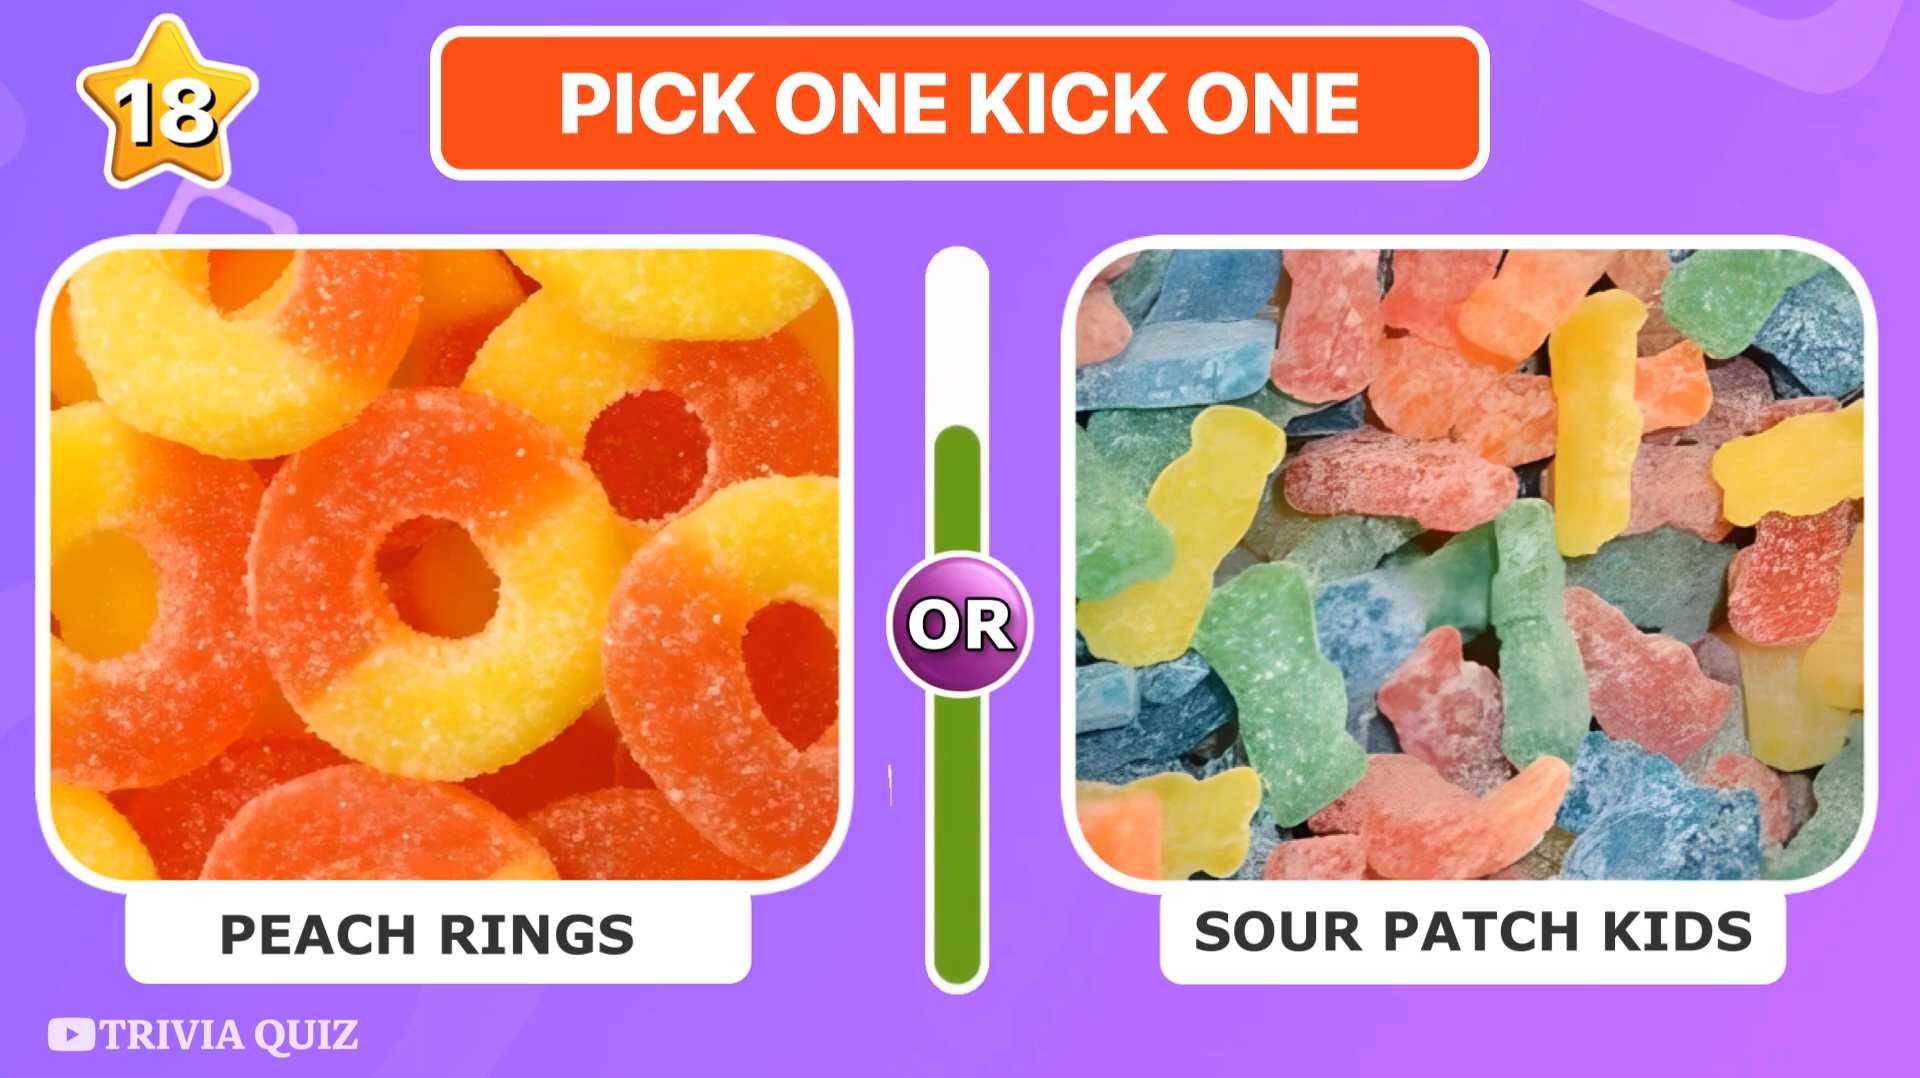 18
PICK ONE KICK ONE
OR
PEACH RINGS
SOUR PATCH KIDS
TRIVIA QUIZ